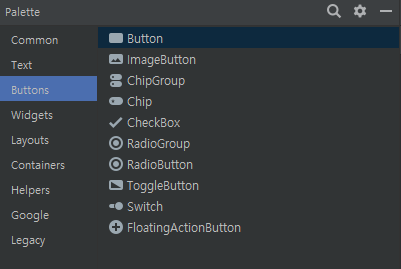 Palette
Common
Text
Buttons
Widgets
Layouts
Containers
Helpers
Google
Legacy
Button
ImageButton
ChipGroup
Chip
CheckBox
RadioGroup
RadioButton
ToggleButton
Switch
FloatingActionButton